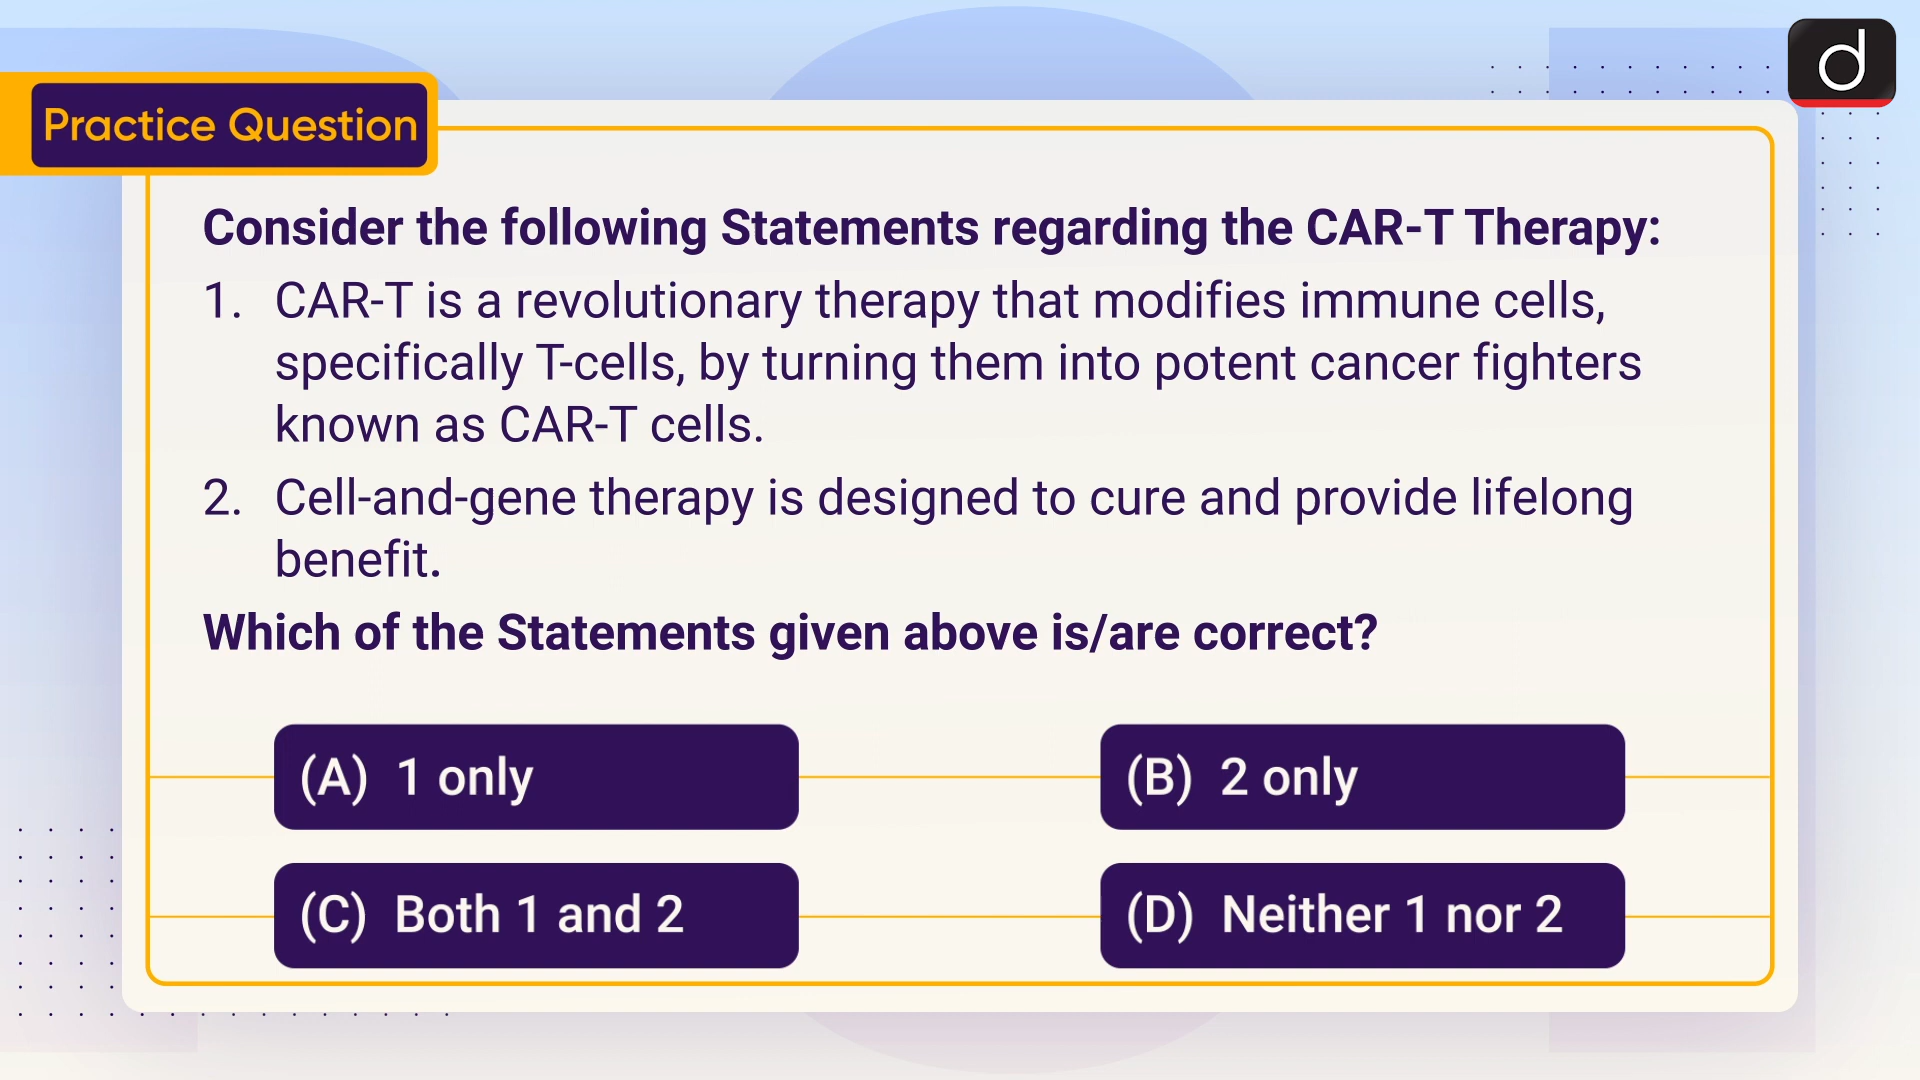 Practice Question
Consider the following Statements regarding the CAR-T Therapy:
1. CAR-T is a revolutionary therapy that modifies immune cells,
specifically T-cells, by turning them into potent cancer fighters
known as CAR-T cells.
2. Cell-and-gene therapy is designed to cure and provide lifelong
benefit.
Which of the Statements given above is/are correct?
(A) 1 only
(B) 2 only
(C) Both 1 and 2
(D) Neither 1 nor 2
d